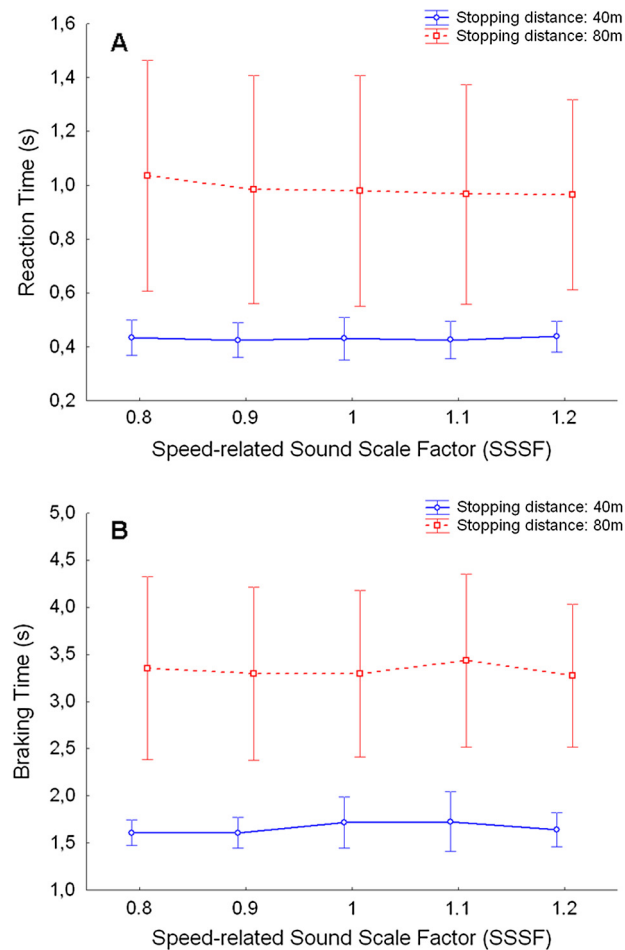 Stopping distance: 40m
Stopping distance: 80m
A
1,6
1,4
1,2
1,0
0,8
0,6
0,4
0,2
Reaction Time (s)
0.8 0.9 1 1.1 1.2
Speed-related Sound Scale Factor (SSSF)
Stopping distance: 40m
Stopping distance: 80m
B
5,0
4,5
4,0
3,5
3,0
2,5
2,0
1,5
1,0
Braking Time (s)
0.8 0.9 1 1.1 1.2
Speed-related Sound Scale Factor (SSSF)